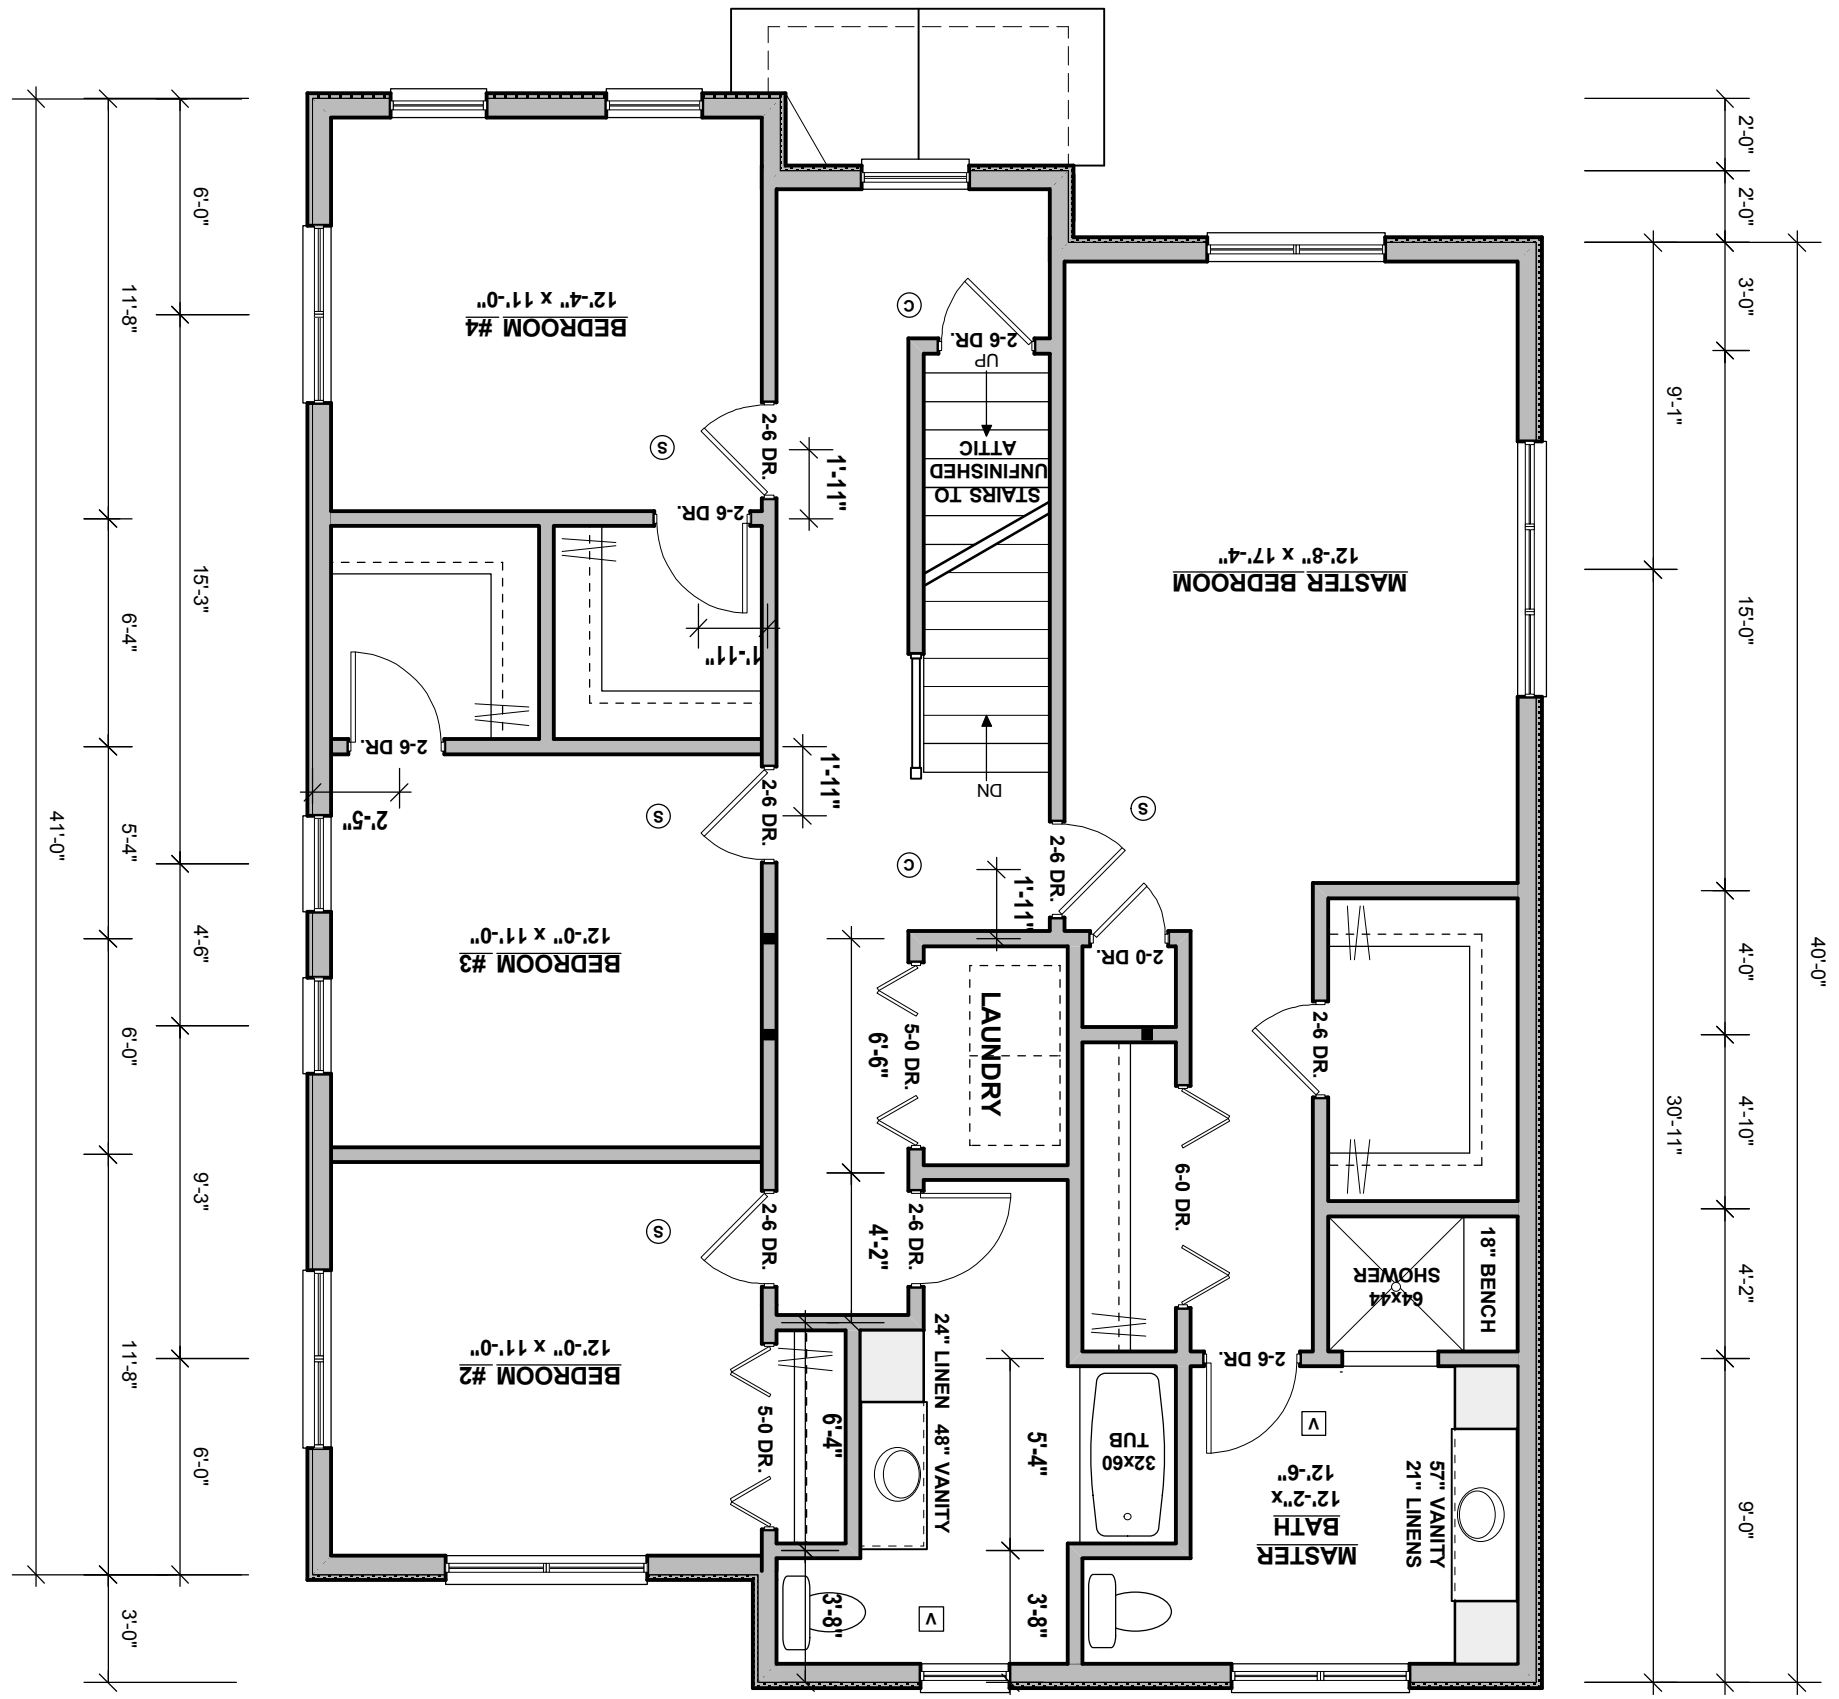 MASTER
BATH
12'-2"x
12'-6"
57" VANITY
21" LINENS
18" BENCH
64x44
SHOWER
32x60
TUB
24" LINEN
48" VANITY
BEDROOM #2
12'-0" x 11'-0"
BEDROOM #3
12'-0" x 11'-0"
LAUNDRY
MASTER BEDROOM
12'-8" x 17'-4"
STAIRS TO
UNFINISHED
ATTIC
UP
DN
BEDROOM #4
12'-4" x 11'-0"
2-6 DR.
2-6 DR.
2-6 DR.
2-6 DR.
2-6 DR.
2-6 DR.
2-6 DR.
2-6 DR.
2-6 DR.
2-6 DR.
2-0 DR.
5-0 DR.
5-0 DR.
6-0 DR.
1'-11"
1'-11"
1'-11"
1'-11"
2'-5"
6'-6"
4'-2"
6'-4"
5'-4"
3'-8"
3'-8"
S
S
S
S
C
C
V
V
6'-0"
15'-3"
4'-6"
9'-3"
6'-0"
11'-8"
6'-4"
5'-4"
6'-0"
11'-8"
3'-0"
41'-0"
2'-0"
2'-0"
3'-0"
15'-0"
4'-0"
4'-10"
4'-2"
9'-0"
9'-1"
30'-11"
40'-0"